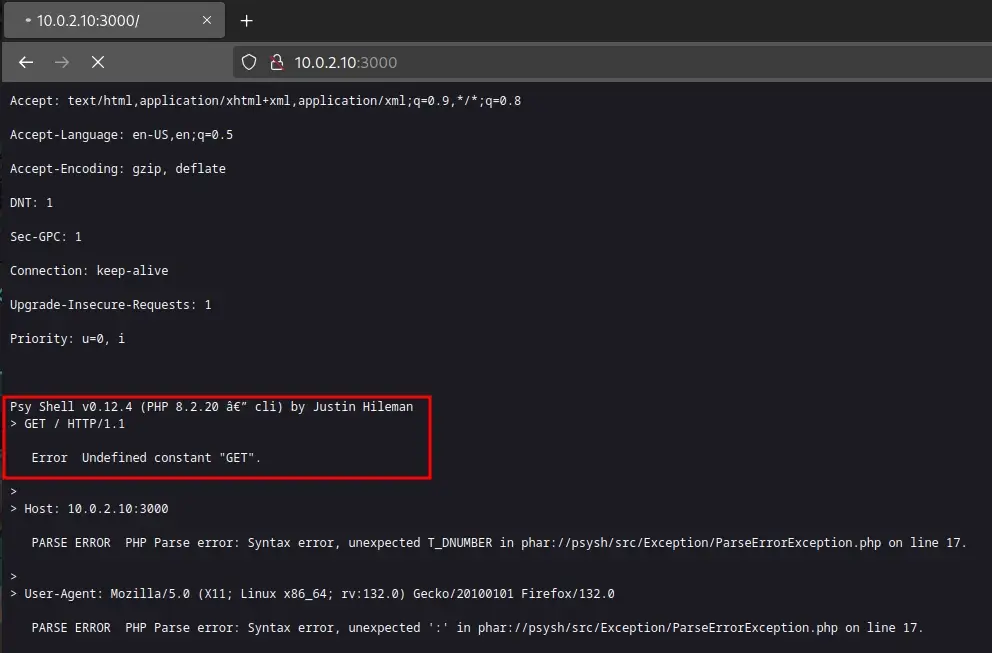 10.0.2.10:3000/
10.0.2.10:3000
Accept: text/html,application/xhtml+xml,application/xml;q=0.9,*/*;q=0.8
Accept-Language: en-US,en;q=0.5
Accept-Encoding: gzip, deflate
DNT: 1
Sec-GPC: 1
Connection: keep-alive
Upgrade-Insecure-Requests: 1
Priority: u=0, i
Psy Shell v0.12.4 (PHP 8.2.20 â€” cli) by Justin Hileman
> GET / HTTP/1.1
Error  Undefined constant "GET".
>
> Host: 10.0.2.10:3000
PARSE ERROR  PHP Parse error: Syntax error, unexpected T_DNUMBER in phar://psysh/src/Exception/ParseErrorException.php on line 17.
>
> User-Agent: Mozilla/5.0 (X11; Linux x86_64; rv:132.0) Gecko/20100101 Firefox/132.0
PARSE ERROR  PHP Parse error: Syntax error, unexpected ':' in phar://psysh/src/Exception/ParseErrorException.php on line 17.